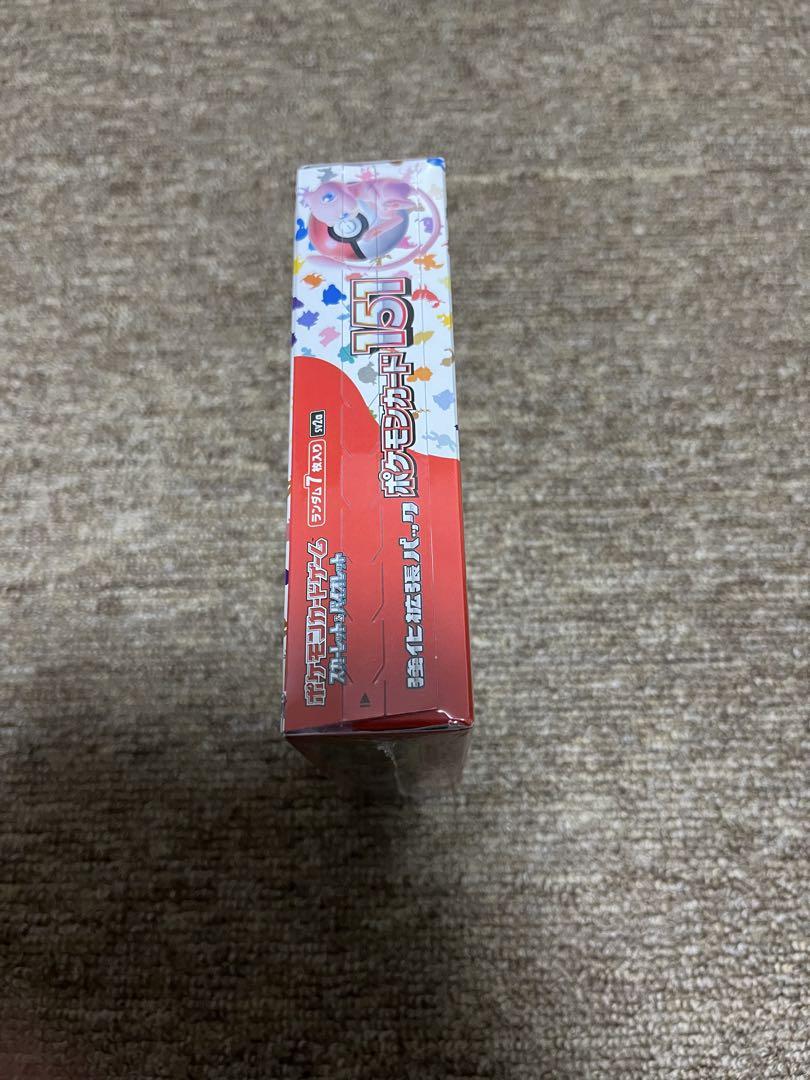 ポケモンカードゲーム
スカーレット&バイオレット
ランダム7枚入り
sv2a
強化拡張パック
ポケモンカード151